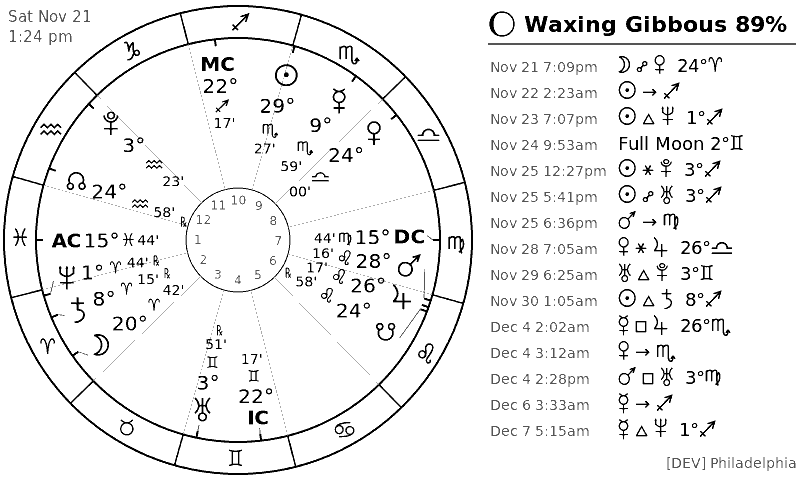 Sat Nov 21
1:24 pm
MC
22°
♐
17'
29°
♏
27'
9°
♏
59'
24°
♎
00'
3°
♒
23'
24°
♒
58'
℞
AC 15° ♓ 44'
1° ♈ 44' ℞
8° ♈ 15' ℞
20° ♈ 42'
℞
51'
♊
3°
♅
17'
♊
22°
IC
44' ♍ 15° DC
16' ♌ 28° ♂
17' ♌ 26° ♃
℞ 58' ♌ 24° ☋
1 2 3 4 5 6 7 8 9 10 11 12
Waxing Gibbous 89%
Nov 21 7:09pm ☽ ☍ ♀ 24°♈
Nov 22 2:23am ☉ → ♐
Nov 23 7:07pm ☉ △ ♆ 1°♐
Nov 24 9:53am Full Moon 2°♊
Nov 25 12:27pm ☉ ⚹ ⯓ 3°♐
Nov 25 5:41pm ☉ ☍ ♅ 3°♐
Nov 25 6:36pm ♂ → ♍
Nov 28 7:05am ♀ ⚹ ♃ 26°♎
Nov 29 6:25am ♅ △ ⯓ 3°♊
Nov 30 1:05am ☉ △ ♄ 8°♐
Dec 4 2:02am ☿ □ ♃ 26°♏
Dec 4 3:12am ♀ → ♏
Dec 4 2:28pm ♂ □ ♅ 3°♍
Dec 6 3:33am ☿ → ♐
Dec 7 5:15am ☿ △ ♆ 1°♐
[DEV] Philadelphia